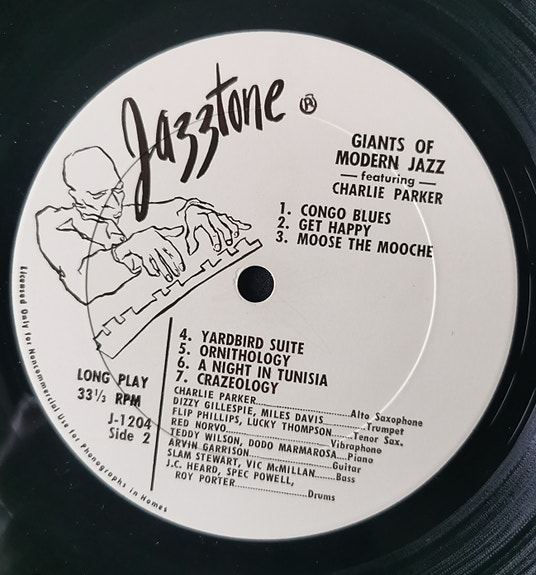 Jazztone ®
GIANTS OF
MODERN JAZZ
— featuring —
CHARLIE PARKER
1. CONGO BLUES
2. GET HAPPY
3. MOOSE THE MOOCHE
4. YARDBIRD SUITE
5. ORNITHOLOGY
6. A NIGHT IN TUNISIA
7. CRAZEOLOGY
LONG PLAY
33⅓ RPM
J-1204
Side 2
CHARLIE PARKER....................Alto Saxophone
DIZZY GILLESPIE, MILES DAVIS............Trumpet
FLIP PHILLIPS, LUCKY THOMPSON......Tenor Sax.
RED NORVO....................Vibraphone
TEDDY WILSON, DODO MARMAROSA....Piano
ARVIN GARRISON....................Guitar
SLAM STEWART, VIC McMILLAN......Bass
J.C. HEARD, SPEC POWELL,
ROY PORTER....................Drums
Licensed Only for Noncommercial Use for Phonographs in Homes